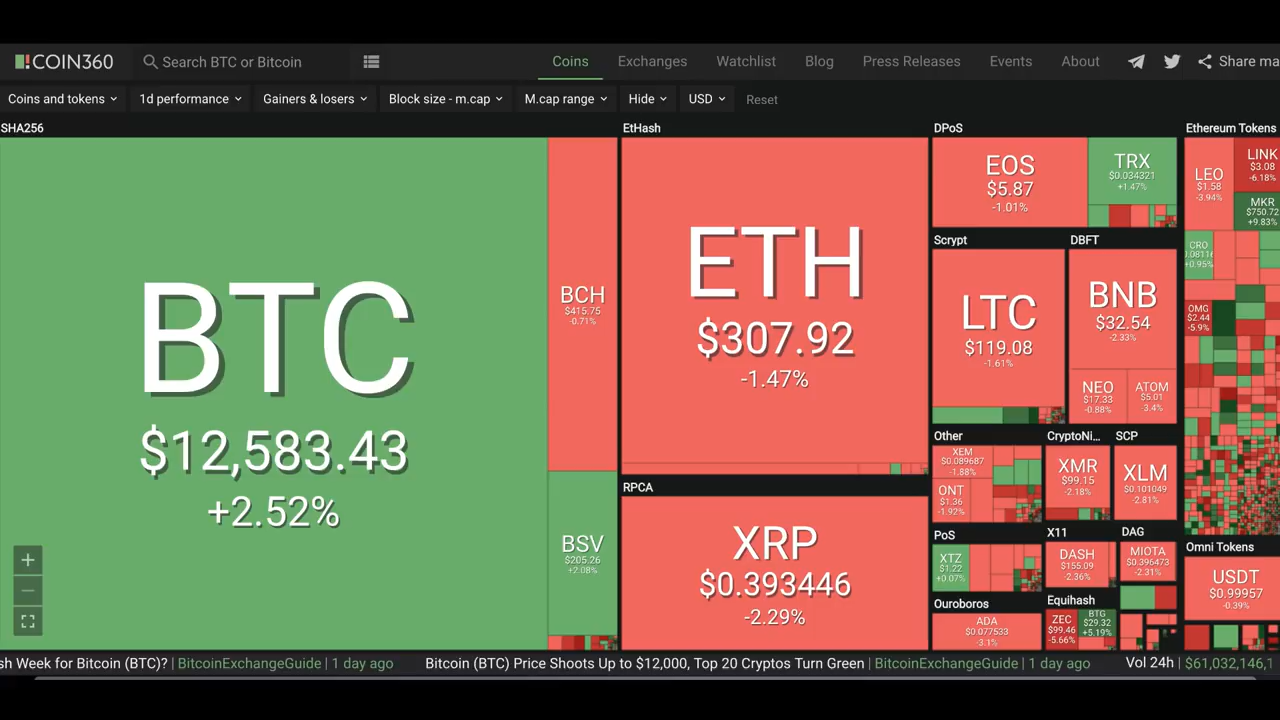 COIN360
Search BTC or Bitcoin
Coins
Exchanges
Watchlist
Blog
Press Releases
Events
About
Share ma
Coins and tokens
1d performance
Gainers & losers
Block size - m.cap
M.cap range
Hide
USD
Reset
SHA256
BTC
$12,583.43
+2.52%
BCH
$415.75
-0.71%
BSV
$205.26
+2.08%
EtHash
ETH
$307.92
-1.47%
RPCA
XRP
$0.393446
-2.29%
DPoS
EOS
$5.87
-1.01%
TRX
$0.034321
+1.47%
Scrypt
LTC
$119.08
-1.61%
DBFT
BNB
$32.54
-2.33%
NEO
$17.33
-0.88%
ATOM
$5.01
-3.4%
Other
XEM
$0.089687
-1.88%
ONT
$1.36
-1.92%
CryptoNi...
XMR
$99.15
-2.18%
SCP
XLM
$0.101049
-2.81%
PoS
XTZ
$1.22
+0.07%
X11
DASH
$155.09
-2.36%
DAG
MIOTA
$0.396473
-2.31%
Ouroboros
ADA
$0.077533
-3.1%
Equihash
ZEC
$99.46
-5.66%
BTG
$29.32
+5.19%
Ethereum Tokens
LEO
$1.58
-3.94%
LINK
$3.08
-6.18%
MKR
$750.72
+9.83%
CRO
0.08116
+0.95%
OMG
$2.44
-5.9%
Omni Tokens
USDT
$0.99957
-0.39%
sh Week for Bitcoin (BTC)? | BitcoinExchangeGuide | 1 day ago
Bitcoin (BTC) Price Shoots Up to $12,000, Top 20 Cryptos Turn Green | BitcoinExchangeGuide | 1 day ago
Vol 24h | $61,032,146,1